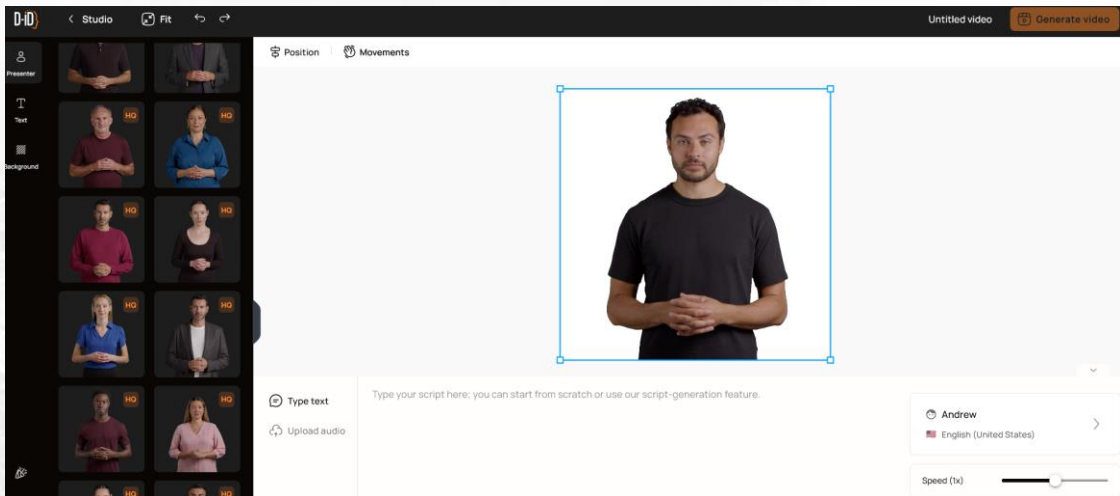 D-iD
Studio
Fit
Untitled video
Generate video
Presenter
Text
Background
Position
Movements
HQ
HQ
HQ
HQ
HQ
HQ
HQ
HQ
HQ
HQ
Type text
Upload audio
Type your script here; you can start from scratch or use our script-generation feature.
Andrew
English (United States)
Speed (1x)